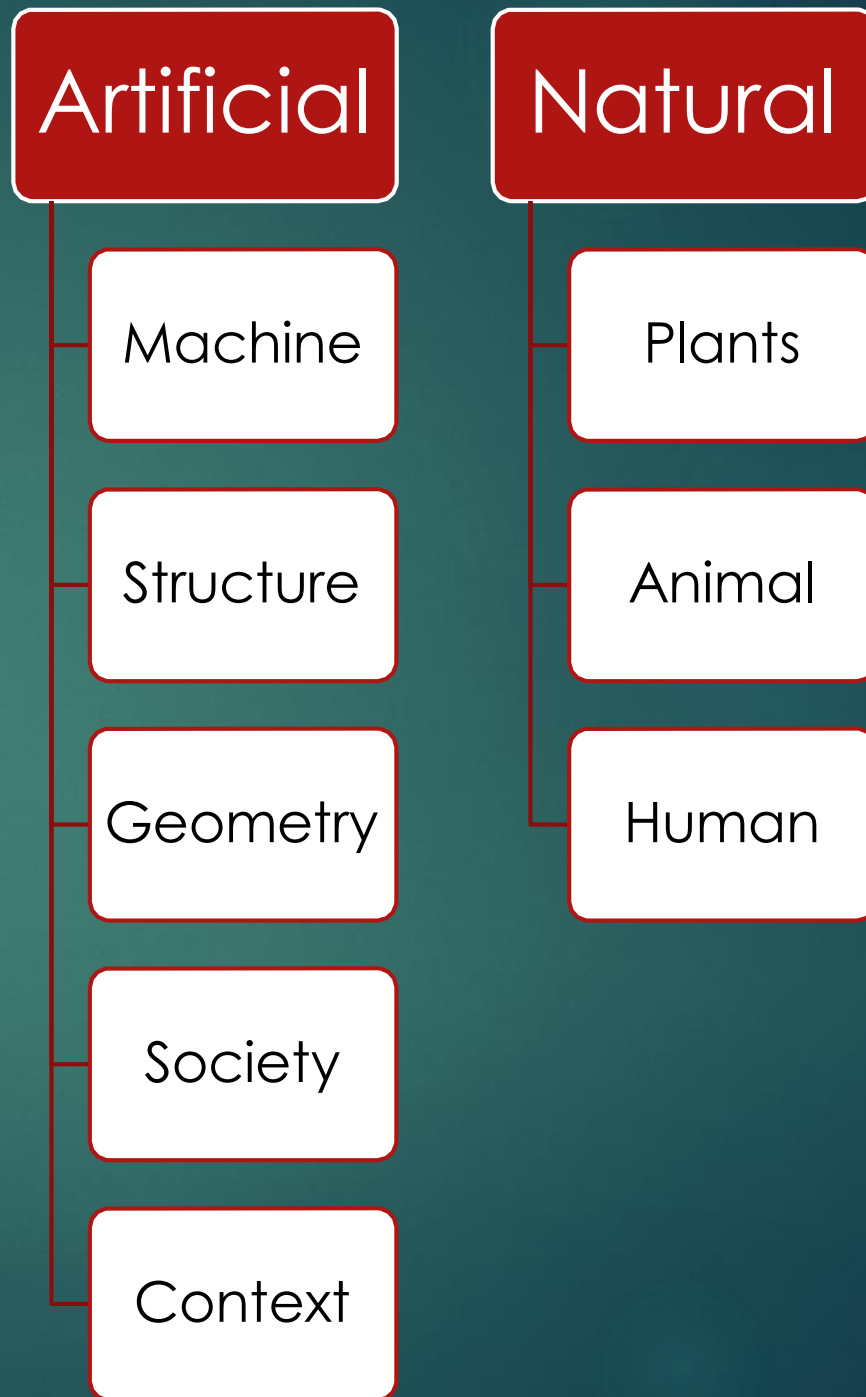 Artificial
Machine
Structure
Geometry
Society
Context
Natural
Plants
Animal
Human